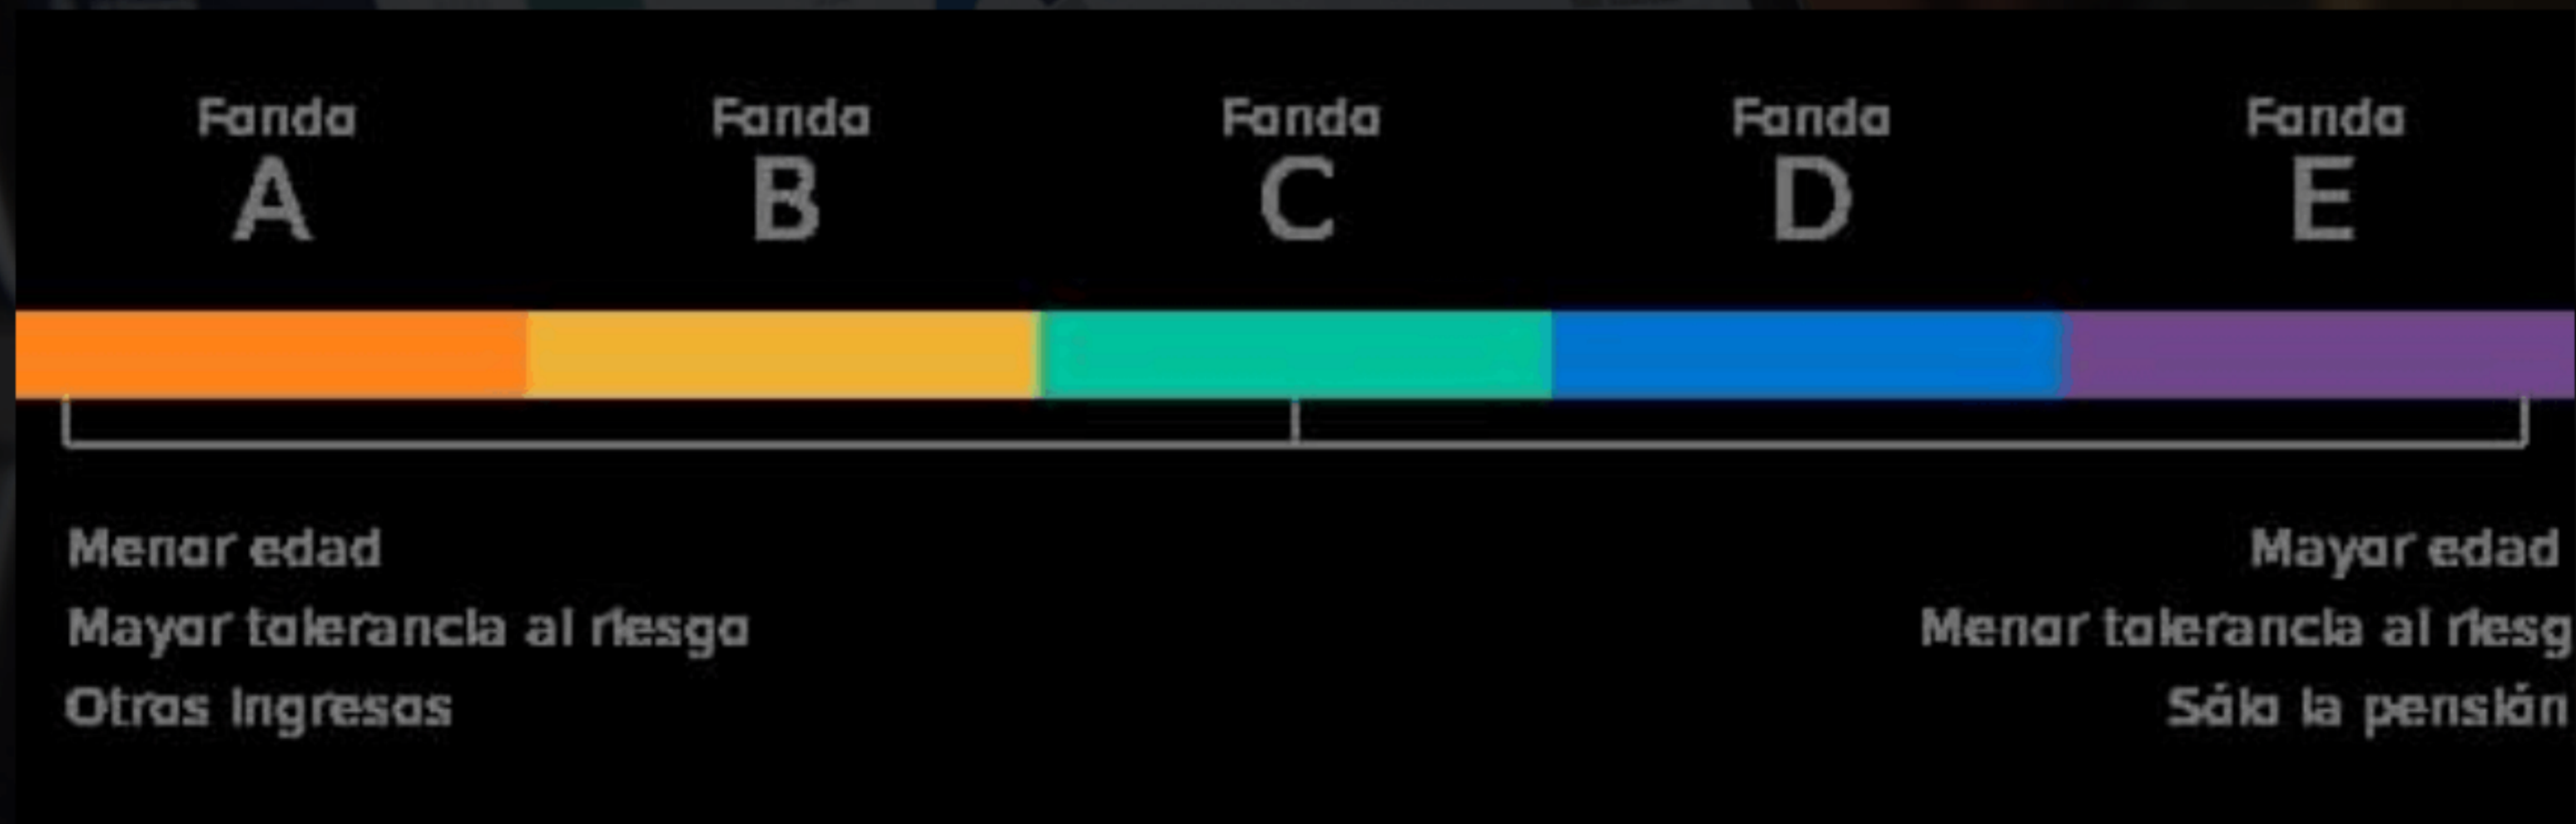 Fondo Fondo Fondo Fondo Fondo
A B C D E
Menor edad Mayor edad
Mayor tolerancia al riesgo Menor tolerancia al riesg
Otros ingresos Sólo la pensión